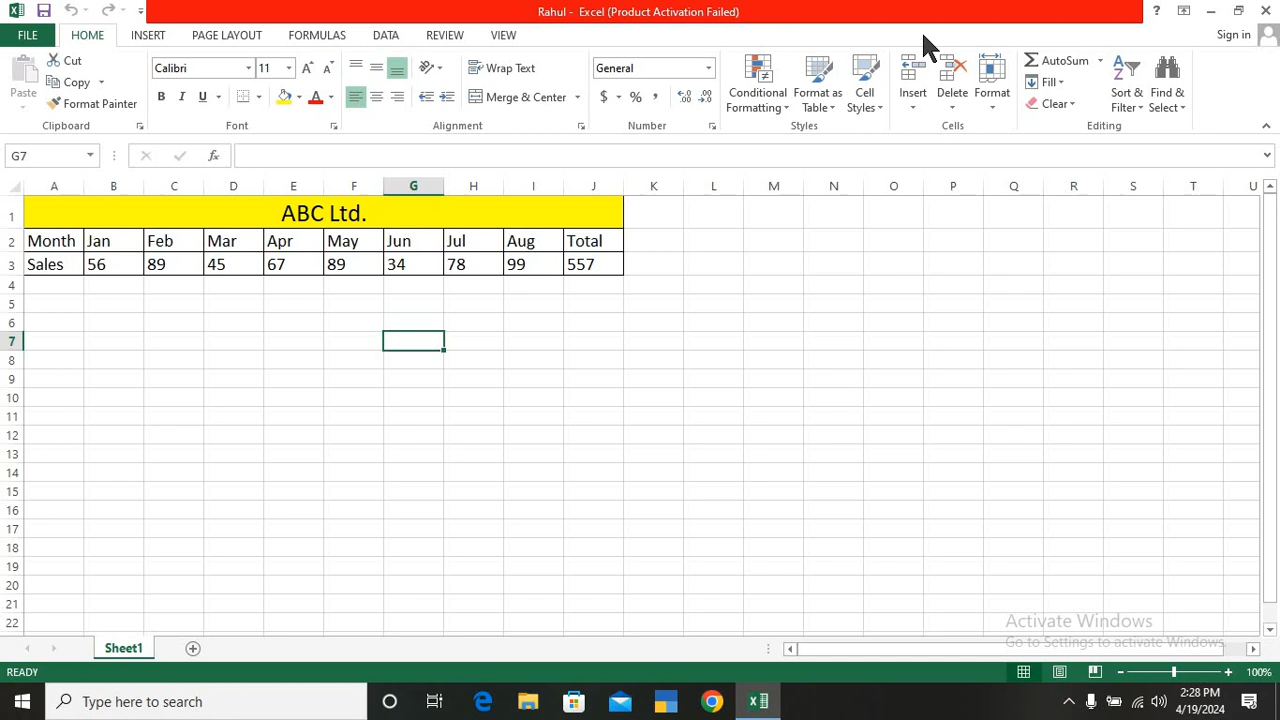 Rahul - Excel (Product Activation Failed)
FILE HOME INSERT PAGE LAYOUT FORMULAS DATA REVIEW VIEW Sign in
Paste Cut Copy Format Painter
Calibri 11
B I U A A A
Wrap Text
Merge & Center
General
$ % ,
Conditional Formatting Format as Table Cell Styles
Insert Delete Format
AutoSum Fill Clear
Sort & Filter Find & Select
Clipboard Font Alignment Number Styles Cells Editing
G7 fx
A B C D E F G H I J K L M N O P Q R S T U
1 ABC Ltd.
2 Month Jan Feb Mar Apr May Jun Jul Aug Total
3 Sales 56 89 45 67 89 34 78 99 557
4
5
6
7
8
9
10
11
12
13
14
15
16
17
18
19
20
21
22
Activate Windows
Go to Settings to activate Windows.
Sheet1
READY 100%
Type here to search
2:28 PM
4/19/2024